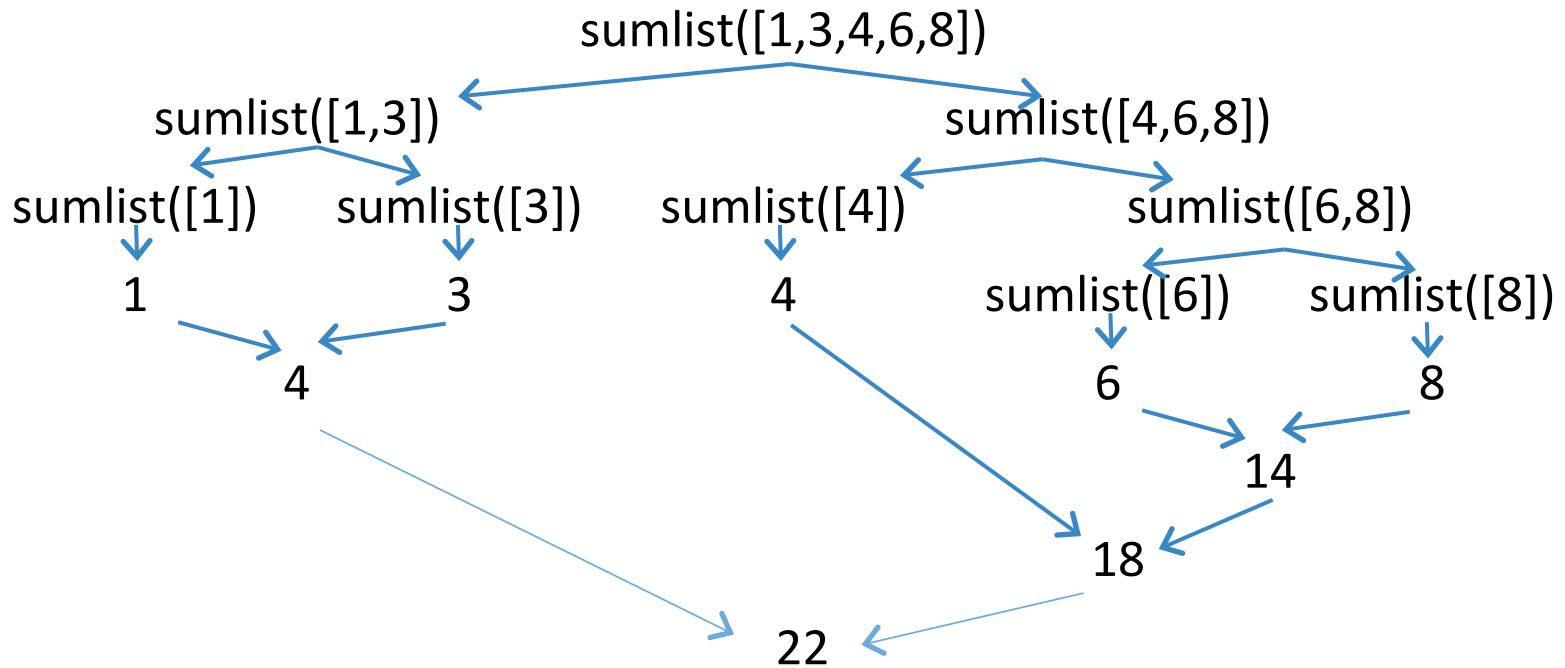 sumlist([1,3,4,6,8])
sumlist([1,3]) sumlist([4,6,8])
sumlist([1]) sumlist([3]) sumlist([4]) sumlist([6,8])
1 3 4 sumlist([6]) sumlist([8])
4 6 8
14
18
22